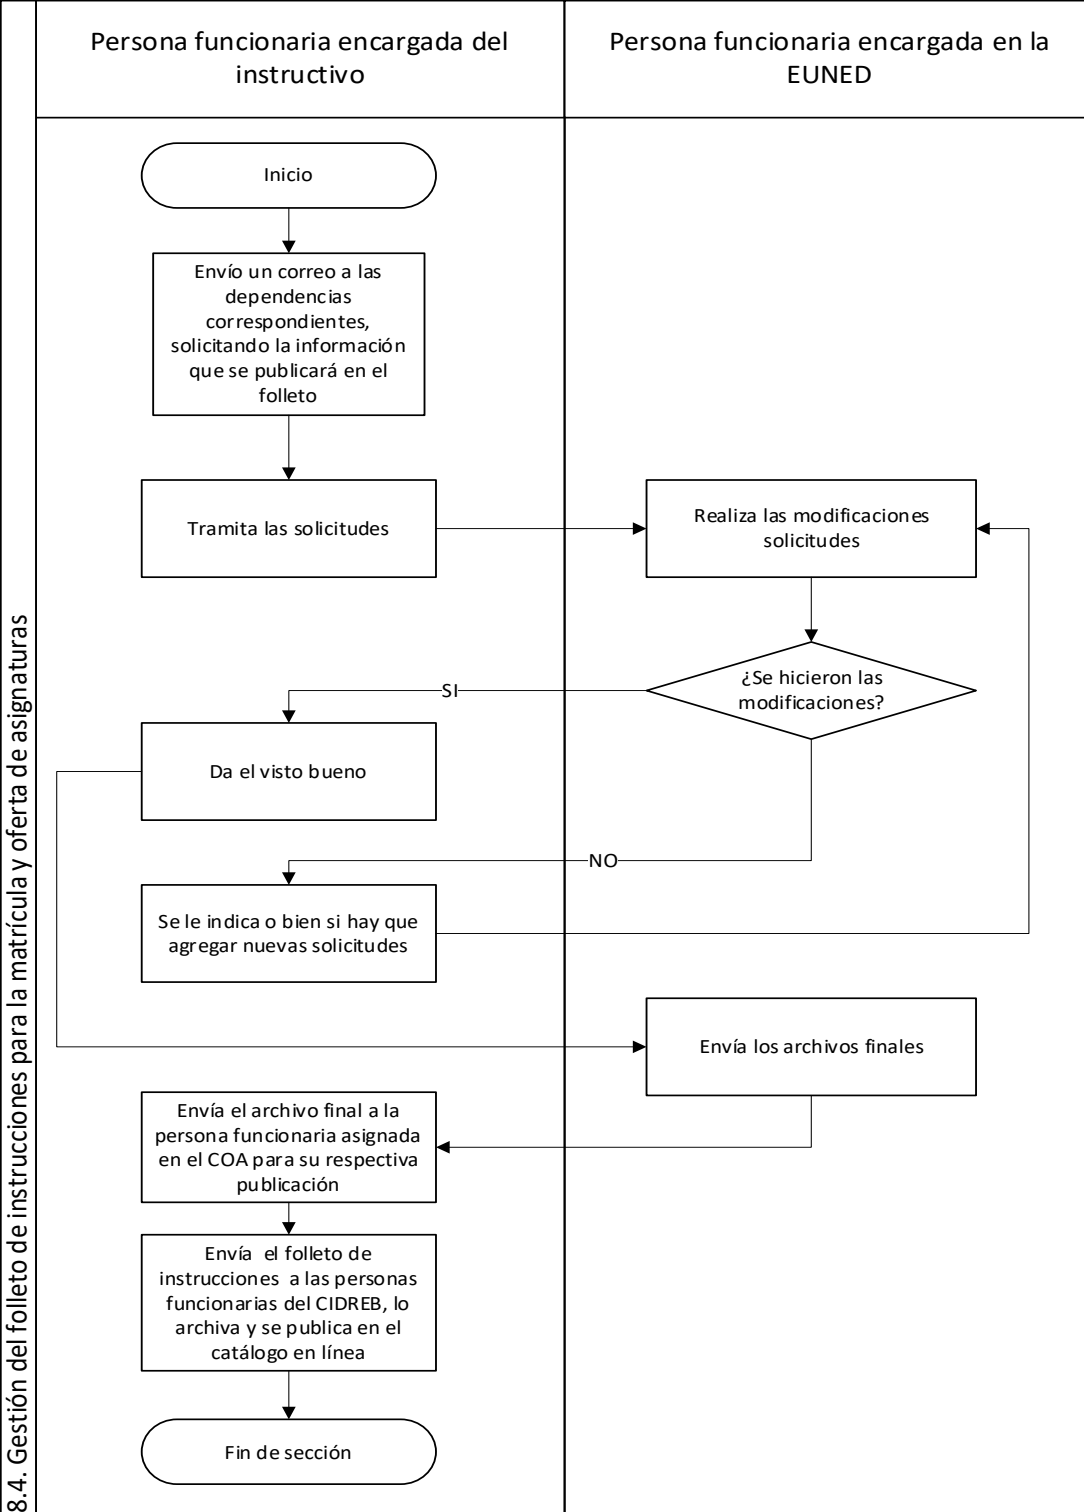 8.4. Gestión del folleto de instrucciones para la matrícula y oferta de asignaturas
Persona funcionaria encargada del
instructivo
Persona funcionaria encargada en la
EUNED
Inicio
Envío un correo a las
dependencias
correspondientes,
solicitando la información
que se publicará en el
folleto
Tramita las solicitudes
Realiza las modificaciones
solicitudes
¿Se hicieron las
modificaciones?
SI
Da el visto bueno
NO
Se le indica o bien si hay que
agregar nuevas solicitudes
Envía los archivos finales
Envía el archivo final a la
persona funcionaria asignada
en el COA para su respectiva
publicación
Envía  el folleto de
instrucciones  a las personas
funcionarias del CIDREB, lo
archiva y se publica en el
catálogo en línea
Fin de sección